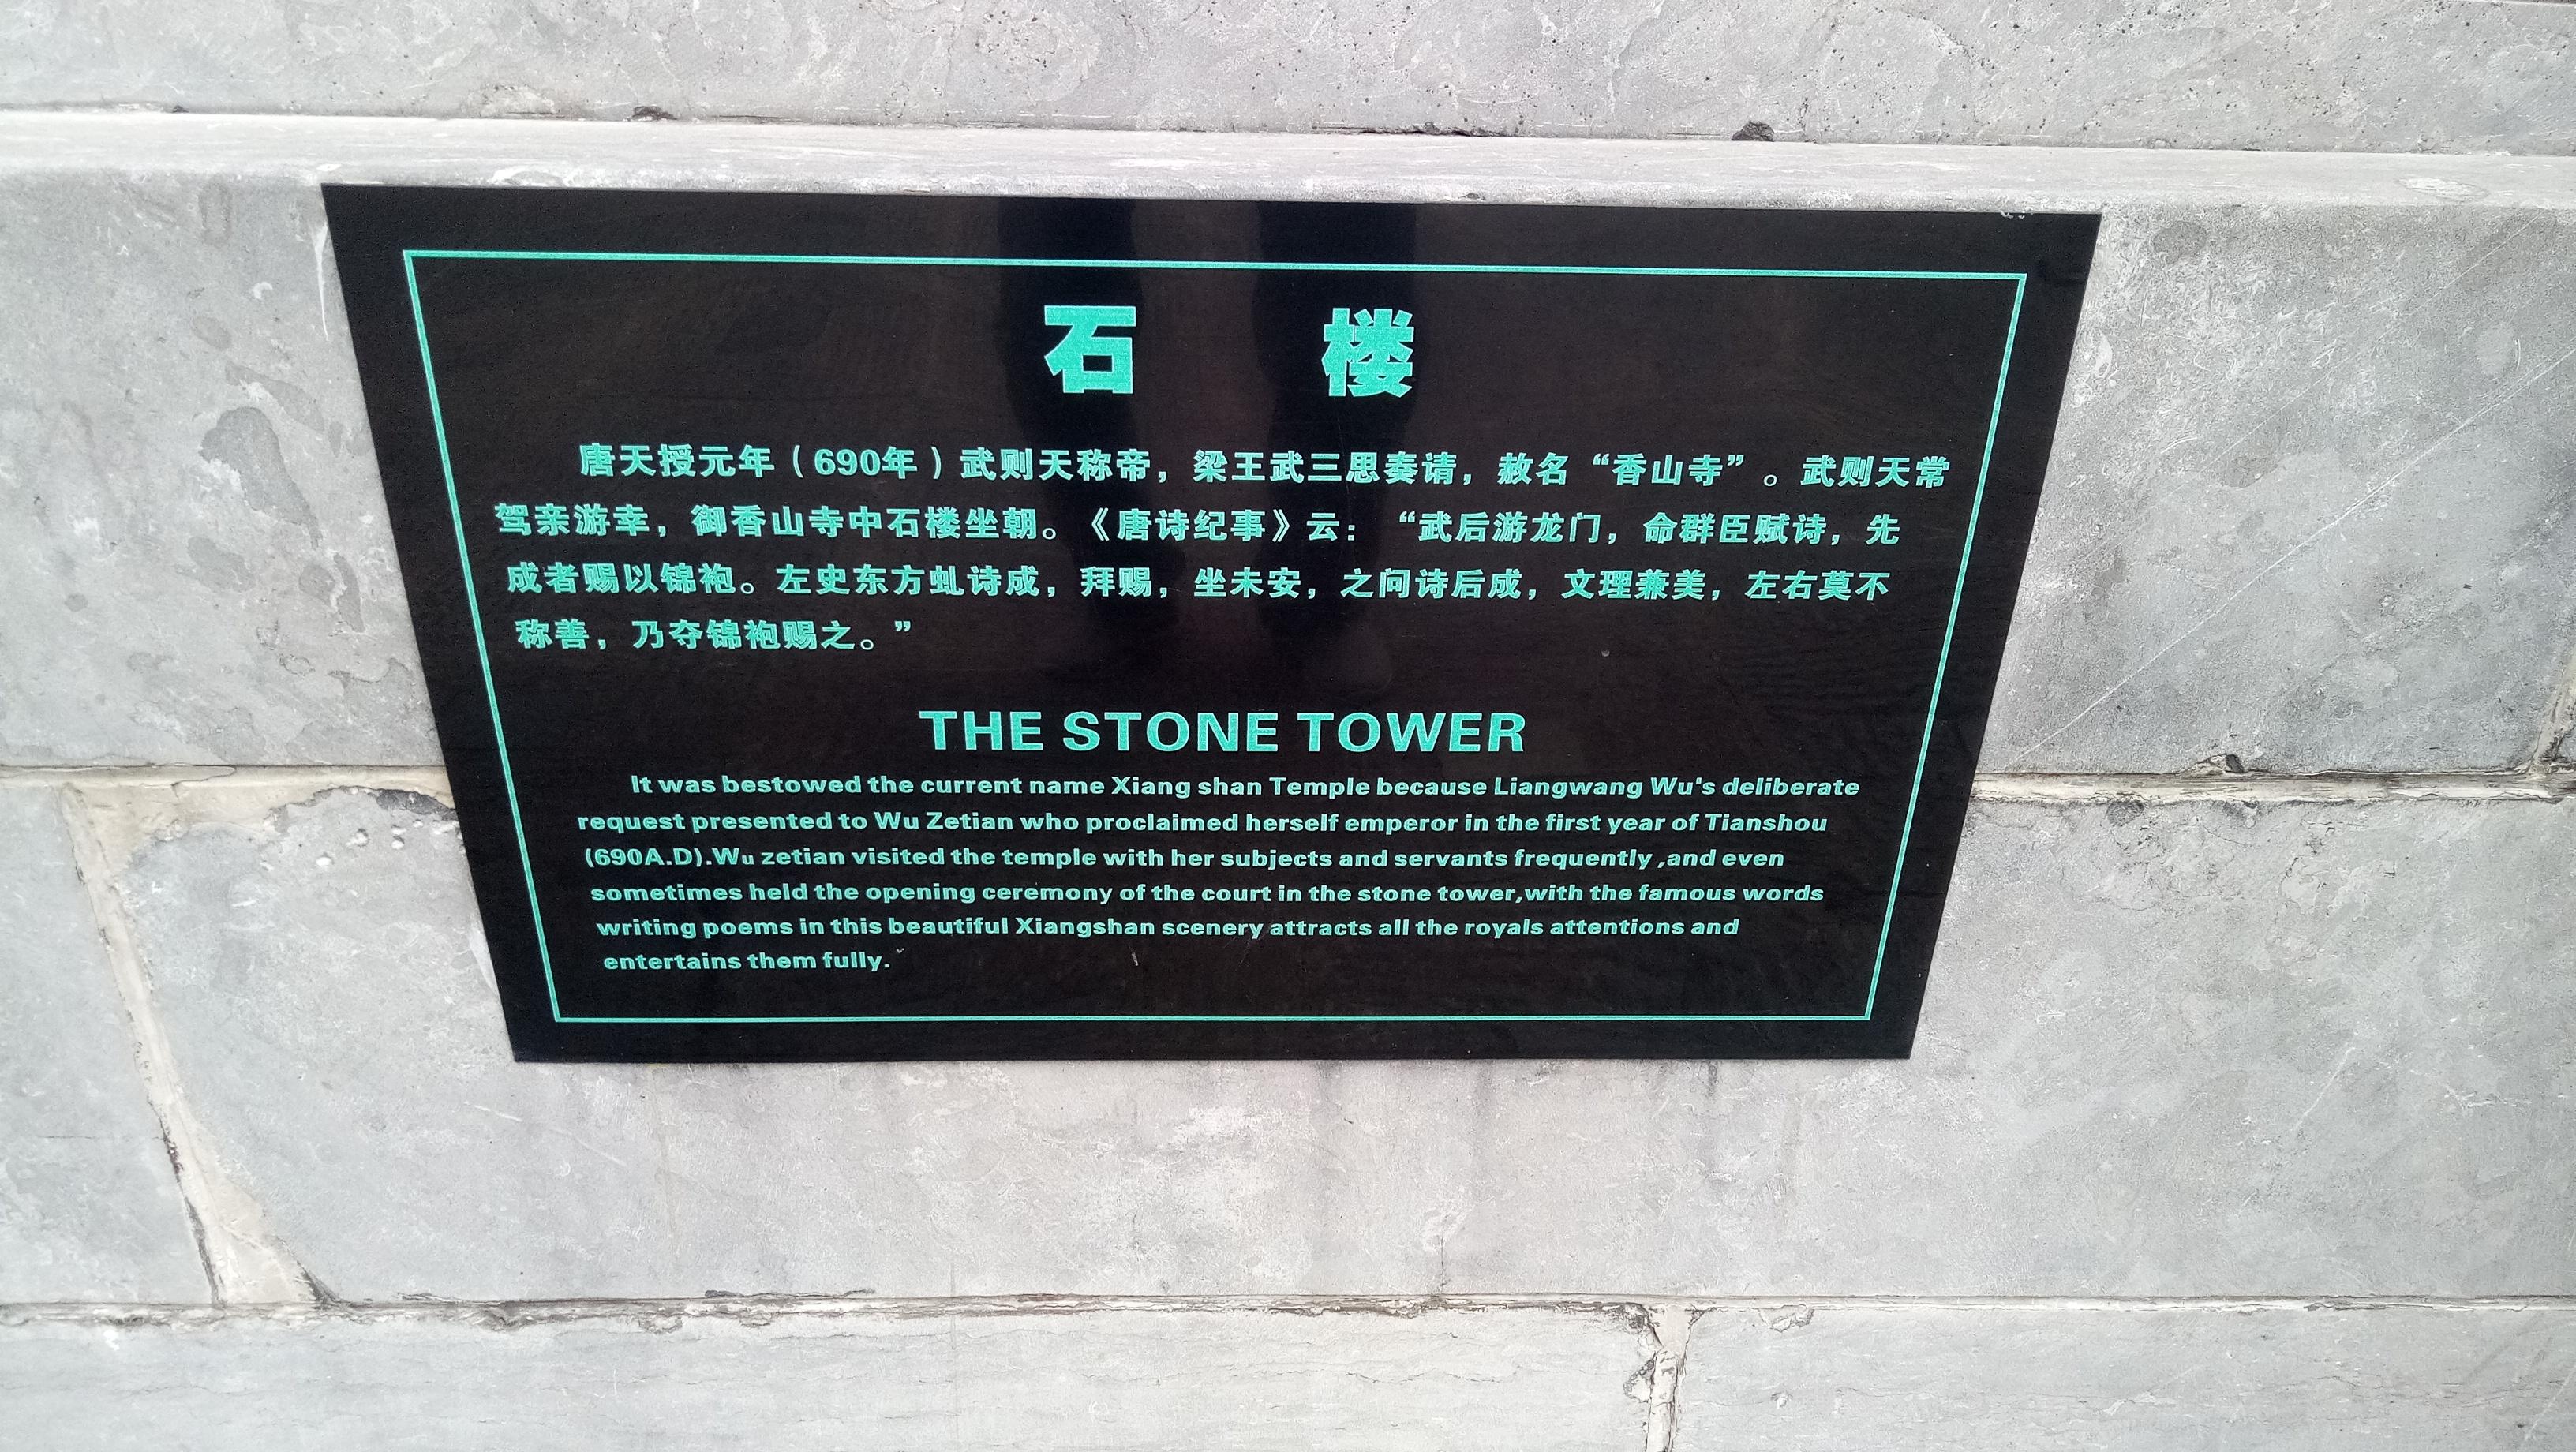 石 楼
唐天授元年（690年）武则天称帝，梁王武三思奏请，敕名“香山寺”。武则天常
驾亲游幸，御香山寺中石楼坐朝。《唐诗纪事》云：“武后游龙门，命群臣赋诗，先
成者赐以锦袍。左史东方虬诗成，拜赐，坐未安，之问诗后成，文理兼美，左右莫不
称善，乃夺锦袍赐之。”
THE STONE TOWER
It was bestowed the current name Xiang shan Temple because Liangwang Wu's deliberate
request presented to Wu Zetian who proclaimed herself emperor in the first year of Tianshou
(690A.D).Wu zetian visited the temple with her subjects and servants frequently ,and even
sometimes held the opening ceremony of the court in the stone tower,with the famous words
writing poems in this beautiful Xiangshan scenery attracts all the royals attentions and
entertains them fully.